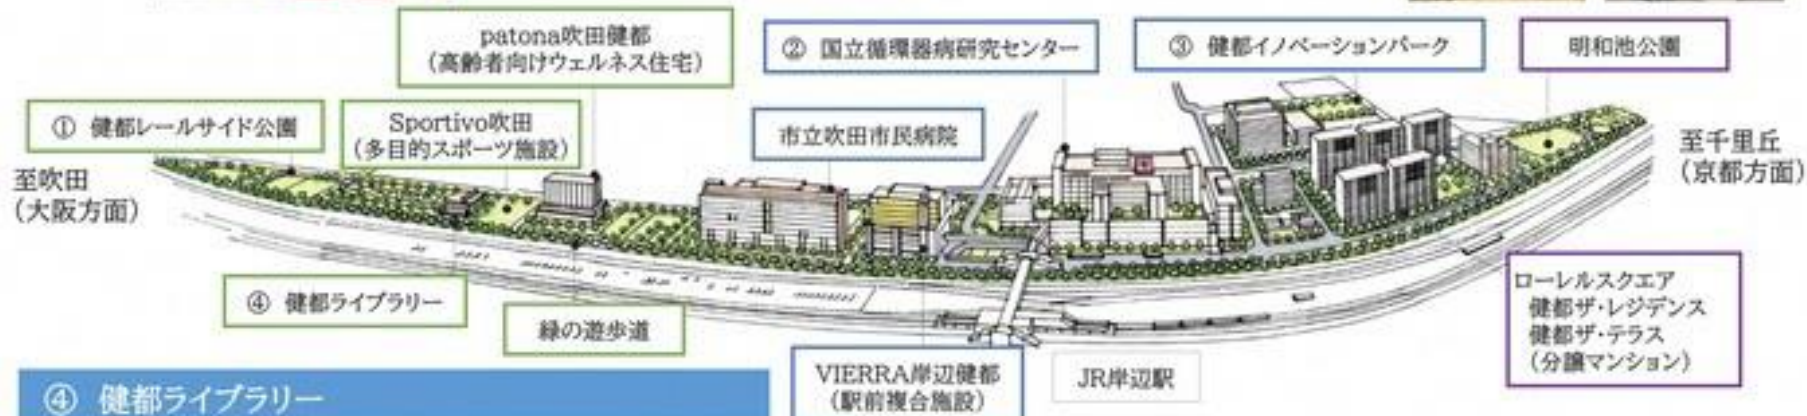 patona吹田健都
(高齢者向けウェルネス住宅)
② 国立循環器病研究センター
③ 健都イノベーションパーク
明和池公園
① 健都レールサイド公園
Sportivo吹田
(多目的スポーツ施設)
市立吹田市民病院
至吹田
(大阪方面)
至千里丘
(京都方面)
④ 健都ライブラリー
緑の遊歩道
VIERRA岸辺健都
(駅前複合施設)
JR岸辺駅
ローレルスクエア
健都ザ・レジデンス
健都ザ・テラス
(分譲マンション)
④ 健都ライブラリー